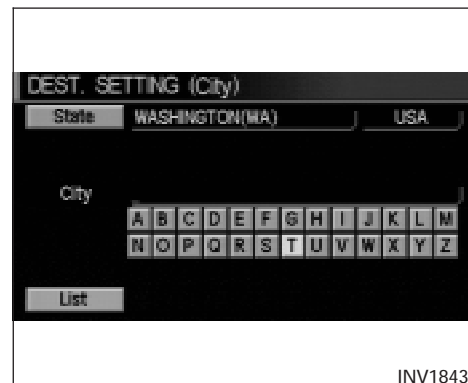 DEST. SETTING (City)
State WASHINGTON(WA) USA
City
A B C D E F G H I J K L M
N O P Q R S T U V W X Y Z
List
INV1843